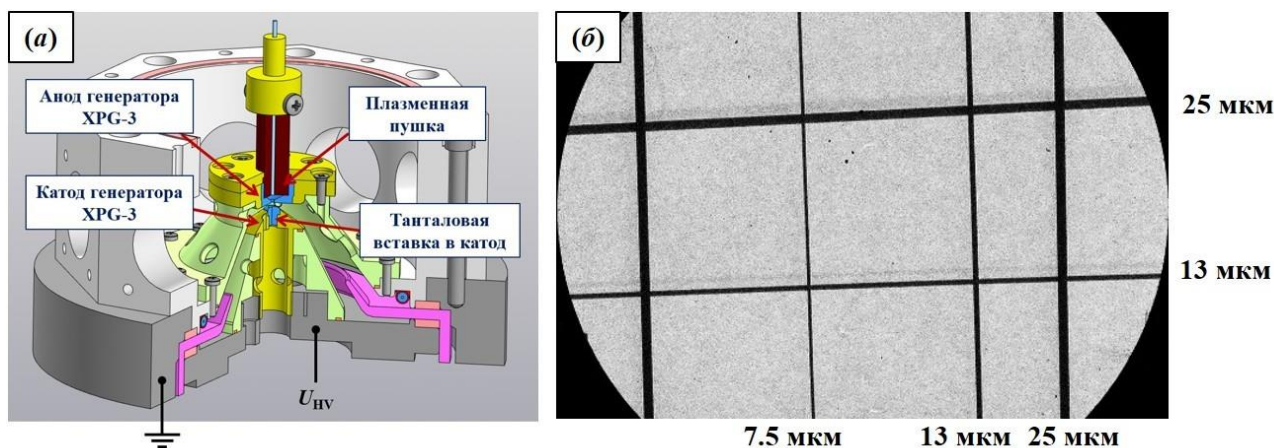 (а)
Анод генератора
XPG-3
Плазменная
пушка
Катод генератора
XPG-3
Танталовая
вставка в катод
U_HV
(б)
25 мкм
13 мкм
7.5 мкм 13 мкм 25 мкм